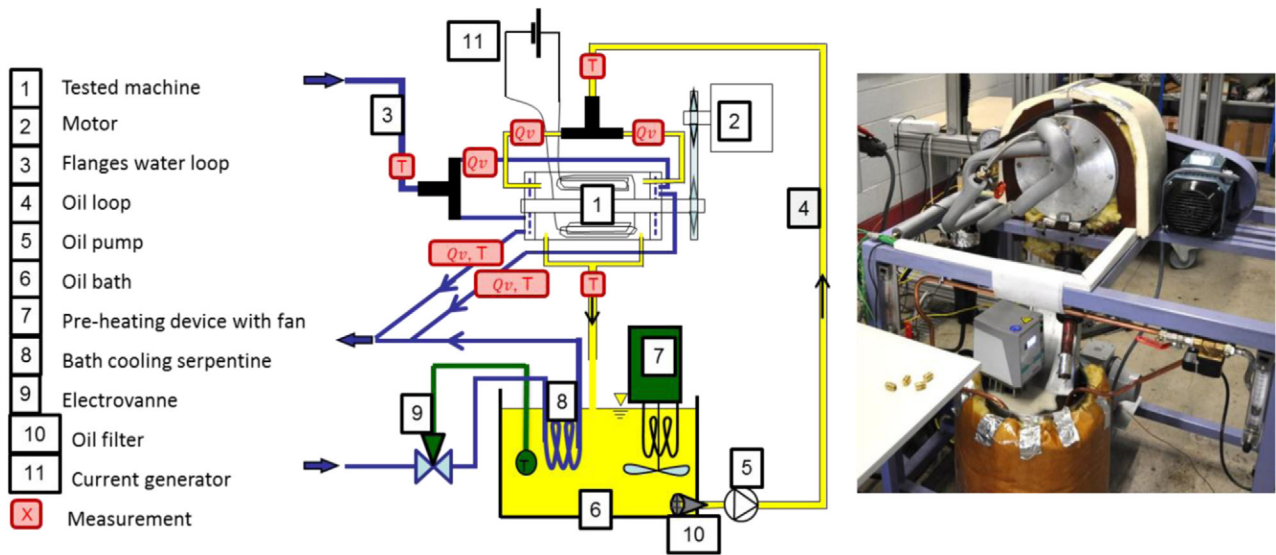 1 Tested machine
2 Motor
3 Flanges water loop
4 Oil loop
5 Oil pump
6 Oil bath
7 Pre-heating device with fan
8 Bath cooling serpentine
9 Electrovanne
10 Oil filter
11 Current generator
X Measurement
11
T
2
3
Qv
Qv
T
Qv
1
4
Qv, T
Qv, T
T
7
9
8
T
5
6
10